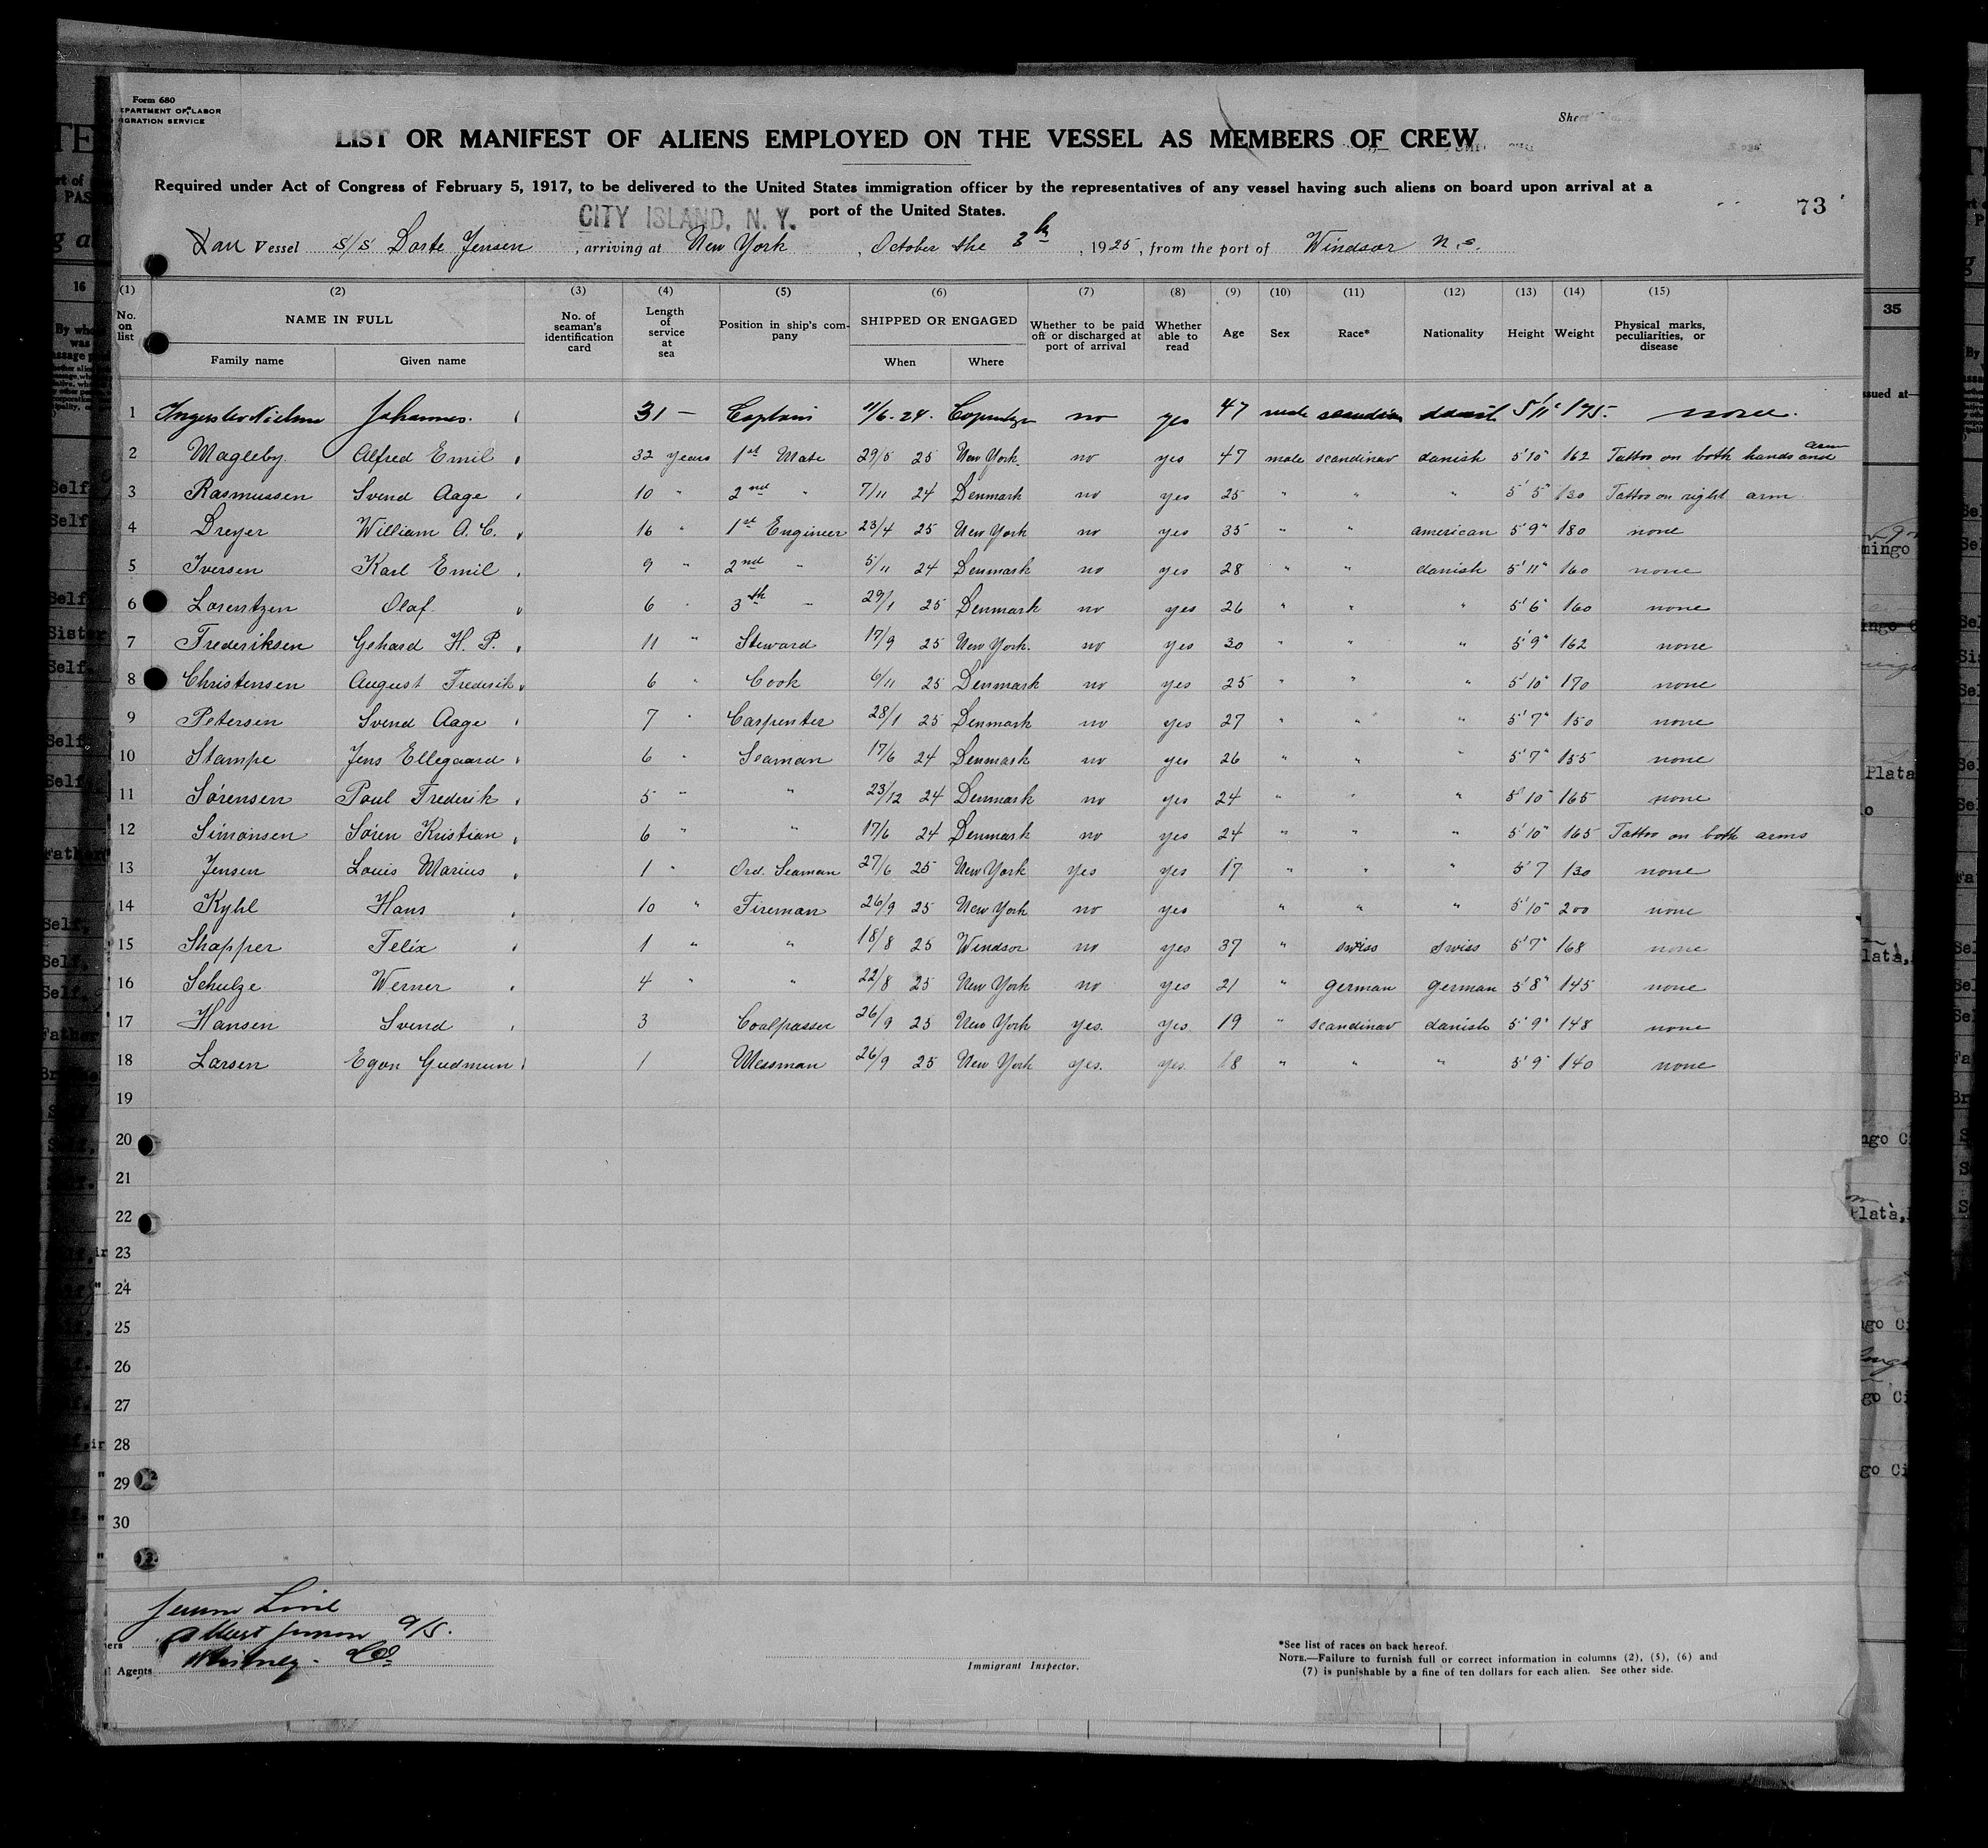 Form 680
EPARTMENT OF LABOR
IGRATION SERVICE
LIST OR MANIFEST OF ALIENS EMPLOYED ON THE VESSEL AS MEMBERS OF CREW
Required under Act of Congress of February 5, 1917, to be delivered to the United States immigration officer by the representatives of any vessel having such aliens on board upon arrival at a
port of the United States.
CITY ISLAND, N. Y.
73
Dan Vessel S/S Dorte Jensen, arriving at New York, October the 3th, 1925, from the port of Windsor N.S.
(1) (2) (3) (4) (5) (6) (7) (8) (9) (10) (11) (12) (13) (14) (15)
No. on list
NAME IN FULL
Family name Given name
No. of seaman's identification card
Length of service at sea
Position in ship's company
SHIPPED OR ENGAGED
When Where
Whether to be paid off or discharged at port of arrival
Whether able to read
Age Sex Race* Nationality Height Weight
Physical marks, peculiarities, or disease
1 Johannes 31 — Captain 11/6-24. no yes 47 male 5'11" 175. none.
2 Magleby Alfred Emil 32 years 1st Mate 29/5 25 New York. no yes 47 male scandinav danish 5'10" 162 Tattoo on both hands and arm
3 Rasmussen Svend Aage 10 " 2nd " 7/11 24 Denmark no yes 25 " " " 5'5" 130 Tattoo on right arm
4 Dreyer William A. C. 16 " 1st Engineer 23/4 25 New York no yes 35 " " american 5'9" 180 none
5 Iversen Karl Emil 9 " 2nd " 5/11 24 Denmark no yes 28 " " danish 5'11" 160 none
6 Lorentzen Olaf 6 " 3th — 29/1 25 Denmark no yes 26 " " " 5'6" 160 none
7 Frederiksen Gehard H. P. 11 " Steward 17/9 25 New York. no yes 30 " " " 5'9" 162 none
8 Christensen August Frederik 6 " Cook 6/11 25 Denmark no yes 25 " " " 5'10" 170 none
9 Petersen Svend Aage 7 " Carpenter 28/1 25 Denmark no yes 27 " " " 5'7" 150 none
10 Stampe Jens Ellegaard 6 " Seaman 17/6 24 Denmark no yes 26 " " " 5'7" 155 none
11 Sörensen Poul Frederik 5 " " 23/12 24 Denmark no yes 24 " " " 5'10" 165 none
12 Simonsen Sören Kristian 6 " " 17/6 24 Denmark no yes 24 " " " 5'10" 165 Tattoo on both arms
13 Jensen Louis Marius 1 " Ord. Seaman 27/6 25 New York yes yes 17 " " " 5'7 130 none
14 Kyhl Hans 10 " Fireman 26/9 25 New York no yes " " " 5'10" 200 none
15 Shapper Felix 1 " " 18/8 25 Windsor no yes 37 " swiss swiss 5'7" 168 none
16 Schulze Werner 4 " " 22/8 25 New York no yes 21 " german german 5'8" 145 none
17 Hansen Svend 3 Coalpasser 26/9 25 New York yes. yes. 19 " scandinav danish 5'9" 148 none
18 Larsen Egon Gudmun 1 Messman 26/9 25 New York yes. yes. 18 " " " 5'9" 140 none
19
20
21
22
23
24
25
26
27
28
29
30
9/5.
ers
Agents
Co
Immigrant Inspector.
*See list of races on back hereof.
NOTE.—Failure to furnish full or correct information in columns (2), (5), (6) and
(7) is punishable by a fine of ten dollars for each alien. See other side.